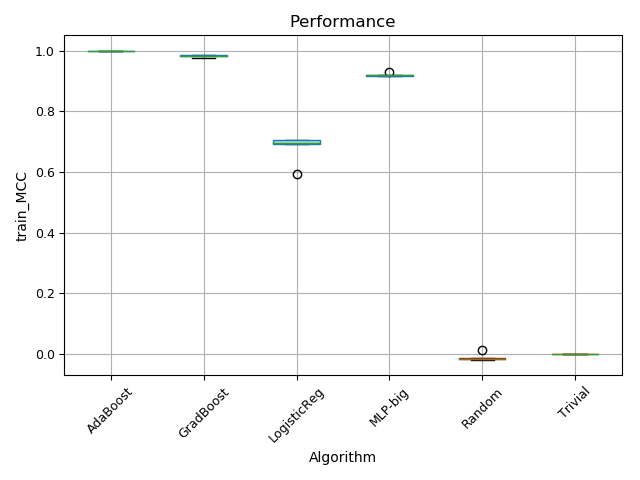 Performance
1.0
0.8
0.6
0.4
0.2
0.0
train_MCC
AdaBoost
GradBoost
LogisticReg
MLP-big
Random
Trivial
Algorithm